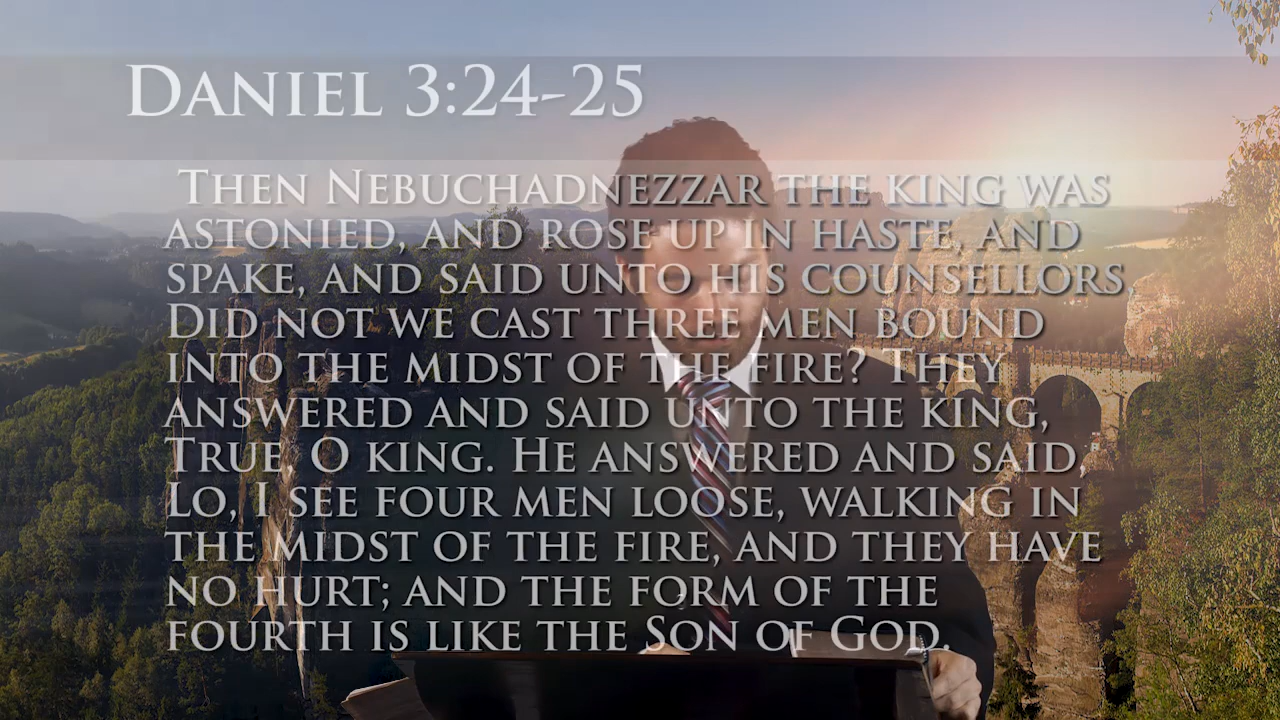 Daniel 3:24-25
Then Nebuchadnezzar the king was
astonied, and rose up in haste, and
spake, and said unto his counsellors,
Did not we cast three men bound
into the midst of the fire? They
answered and said unto the king,
True, O king. He answered and said,
Lo, I see four men loose, walking in
the midst of the fire, and they have
no hurt; and the form of the
fourth is like the Son of God.